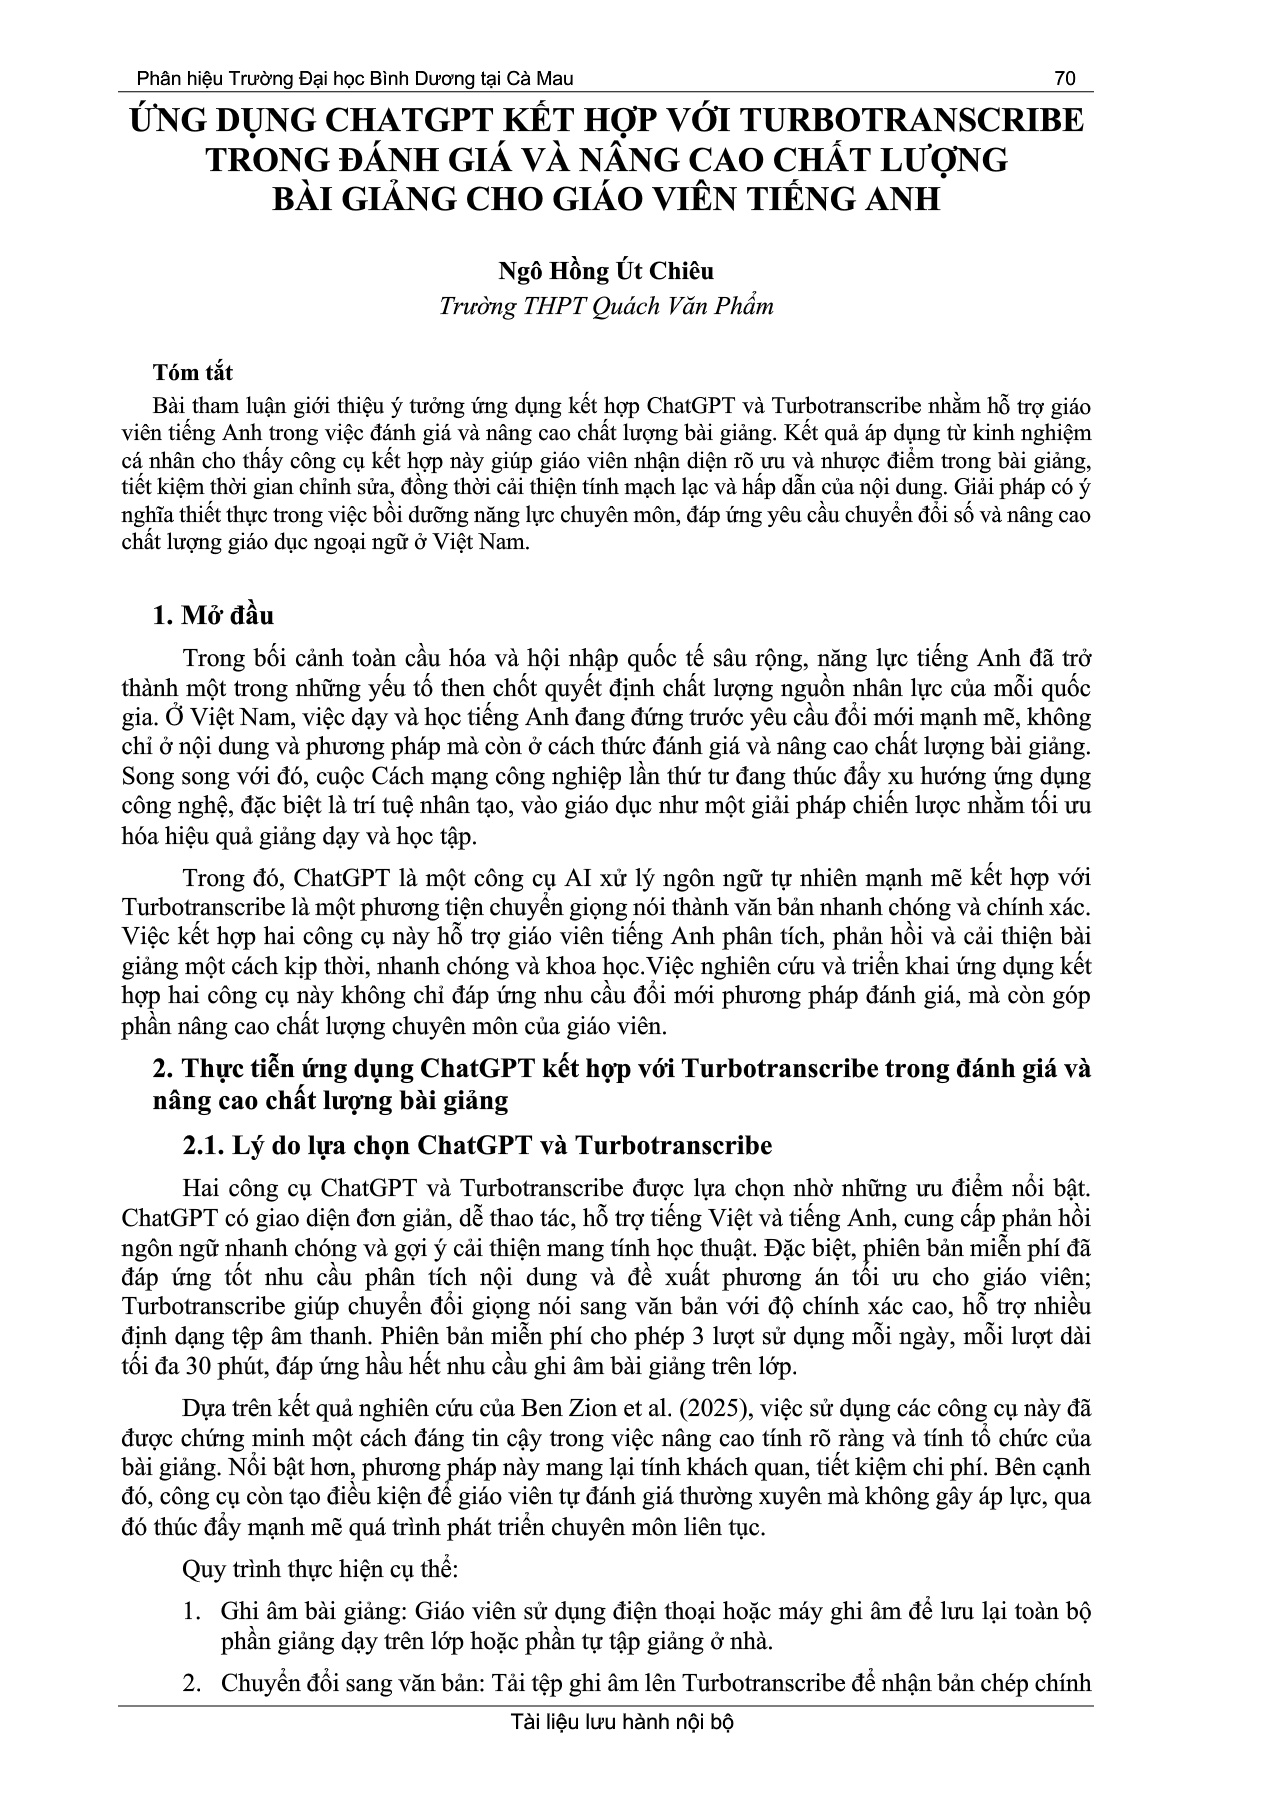 Phân hiệu Trường Đại học Bình Dương tại Cà Mau 70
ỨNG DỤNG CHATGPT KẾT HỢP VỚI TURBOTRANSCRIBE
TRONG ĐÁNH GIÁ VÀ NÂNG CAO CHẤT LƯỢNG
BÀI GIẢNG CHO GIÁO VIÊN TIẾNG ANH
Ngô Hồng Út Chiêu
Trường THPT Quách Văn Phẩm
Tóm tắt
Bài tham luận giới thiệu ý tưởng ứng dụng kết hợp ChatGPT và Turbotranscribe nhằm hỗ trợ giáo
viên tiếng Anh trong việc đánh giá và nâng cao chất lượng bài giảng. Kết quả áp dụng từ kinh nghiệm
cá nhân cho thấy công cụ kết hợp này giúp giáo viên nhận diện rõ ưu và nhược điểm trong bài giảng,
tiết kiệm thời gian chỉnh sửa, đồng thời cải thiện tính mạch lạc và hấp dẫn của nội dung. Giải pháp có ý
nghĩa thiết thực trong việc bồi dưỡng năng lực chuyên môn, đáp ứng yêu cầu chuyển đổi số và nâng cao
chất lượng giáo dục ngoại ngữ ở Việt Nam.
1. Mở đầu
Trong bối cảnh toàn cầu hóa và hội nhập quốc tế sâu rộng, năng lực tiếng Anh đã trở
thành một trong những yếu tố then chốt quyết định chất lượng nguồn nhân lực của mỗi quốc
gia. Ở Việt Nam, việc dạy và học tiếng Anh đang đứng trước yêu cầu đổi mới mạnh mẽ, không
chỉ ở nội dung và phương pháp mà còn ở cách thức đánh giá và nâng cao chất lượng bài giảng.
Song song với đó, cuộc Cách mạng công nghiệp lần thứ tư đang thúc đẩy xu hướng ứng dụng
công nghệ, đặc biệt là trí tuệ nhân tạo, vào giáo dục như một giải pháp chiến lược nhằm tối ưu
hóa hiệu quả giảng dạy và học tập.
Trong đó, ChatGPT là một công cụ AI xử lý ngôn ngữ tự nhiên mạnh mẽ kết hợp với
Turbotranscribe là một phương tiện chuyển giọng nói thành văn bản nhanh chóng và chính xác.
Việc kết hợp hai công cụ này hỗ trợ giáo viên tiếng Anh phân tích, phản hồi và cải thiện bài
giảng một cách kịp thời, nhanh chóng và khoa học.Việc nghiên cứu và triển khai ứng dụng kết
hợp hai công cụ này không chỉ đáp ứng nhu cầu đổi mới phương pháp đánh giá, mà còn góp
phần nâng cao chất lượng chuyên môn của giáo viên.
2. Thực tiễn ứng dụng ChatGPT kết hợp với Turbotranscribe trong đánh giá và
nâng cao chất lượng bài giảng
2.1. Lý do lựa chọn ChatGPT và Turbotranscribe
Hai công cụ ChatGPT và Turbotranscribe được lựa chọn nhờ những ưu điểm nổi bật.
ChatGPT có giao diện đơn giản, dễ thao tác, hỗ trợ tiếng Việt và tiếng Anh, cung cấp phản hồi
ngôn ngữ nhanh chóng và gợi ý cải thiện mang tính học thuật. Đặc biệt, phiên bản miễn phí đã
đáp ứng tốt nhu cầu phân tích nội dung và đề xuất phương án tối ưu cho giáo viên;
Turbotranscribe giúp chuyển đổi giọng nói sang văn bản với độ chính xác cao, hỗ trợ nhiều
định dạng tệp âm thanh. Phiên bản miễn phí cho phép 3 lượt sử dụng mỗi ngày, mỗi lượt dài
tối đa 30 phút, đáp ứng hầu hết nhu cầu ghi âm bài giảng trên lớp.
Dựa trên kết quả nghiên cứu của Ben Zion et al. (2025), việc sử dụng các công cụ này đã
được chứng minh một cách đáng tin cậy trong việc nâng cao tính rõ ràng và tính tổ chức của
bài giảng. Nổi bật hơn, phương pháp này mang lại tính khách quan, tiết kiệm chi phí. Bên cạnh
đó, công cụ còn tạo điều kiện để giáo viên tự đánh giá thường xuyên mà không gây áp lực, qua
đó thúc đẩy mạnh mẽ quá trình phát triển chuyên môn liên tục.
Quy trình thực hiện cụ thể:
1. Ghi âm bài giảng: Giáo viên sử dụng điện thoại hoặc máy ghi âm để lưu lại toàn bộ
phần giảng dạy trên lớp hoặc phần tự tập giảng ở nhà.
2. Chuyển đổi sang văn bản: Tải tệp ghi âm lên Turbotranscribe để nhận bản chép chính
Tài liệu lưu hành nội bộ